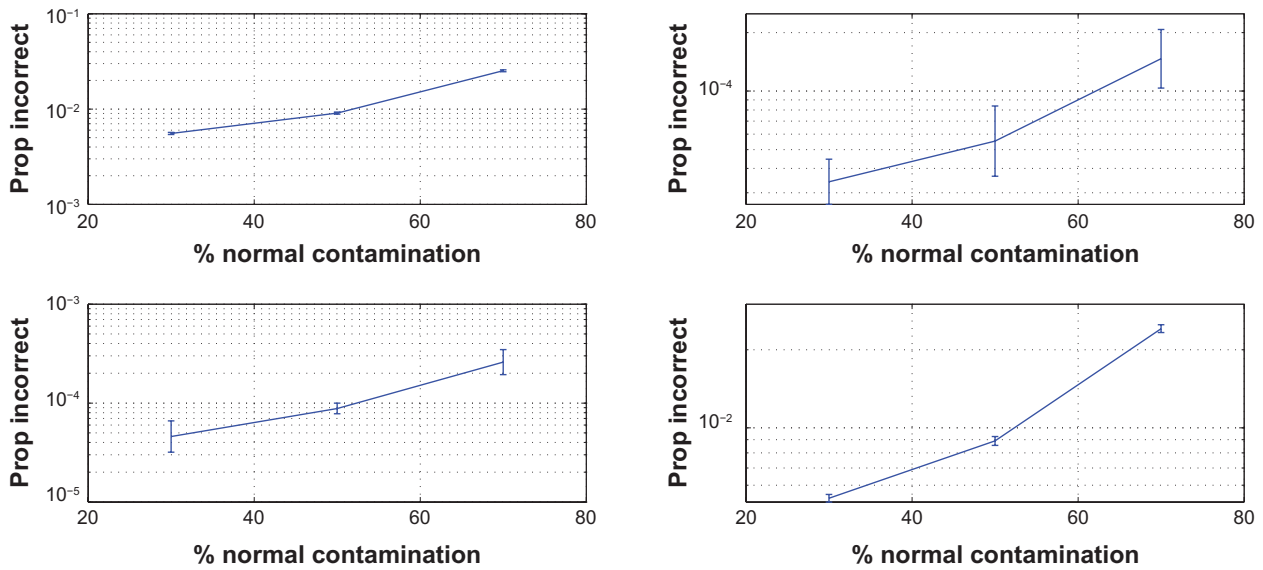 Prop incorrect
10⁻¹
10⁻²
10⁻³
20 40 60 80
% normal contamination
Prop incorrect
10⁻⁴
20 40 60 80
% normal contamination
Prop incorrect
10⁻³
10⁻⁴
10⁻⁵
20 40 60 80
% normal contamination
Prop incorrect
10⁻²
20 40 60 80
% normal contamination